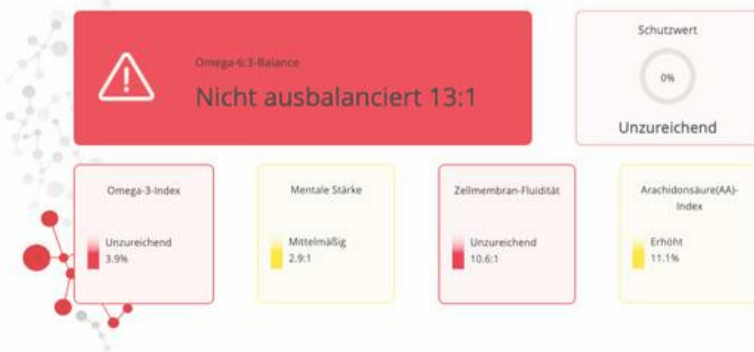 Omega-6:3-Balance
Nicht ausbalanciert 13:1
Schutzwert
0%
Unzureichend
Omega-3-Index
Unzureichend
3.9%
Mentale Stärke
Mittelmäßig
2.9:1
Zellmembran-Fluidität
Unzureichend
10.6:1
Arachidonsäure(AA)-
Index
Erhöht
11.1%